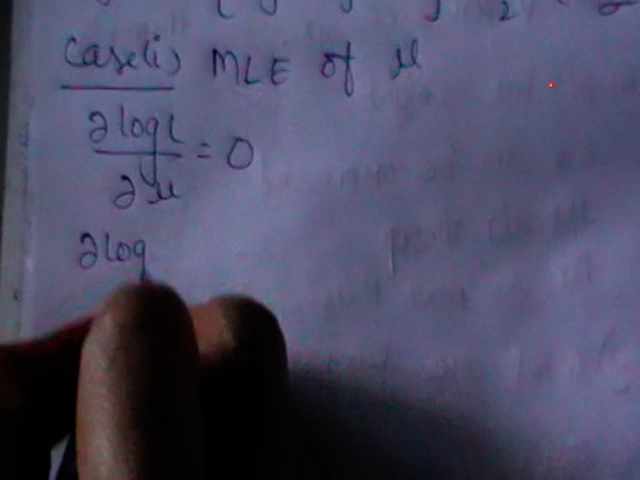 Case(i) MLE of μ
∂logL
/∂μ = 0
∂log